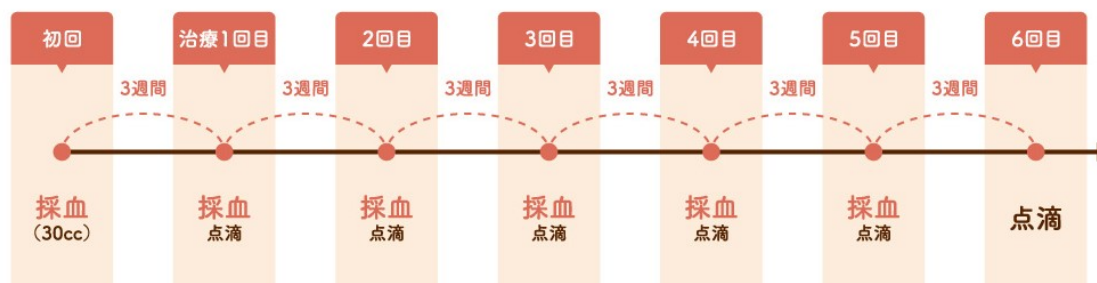 初回 治療1回目 2回目 3回目 4回目 5回目 6回目
3週間 3週間 3週間 3週間 3週間 3週間
採血 採血 採血 採血 採血 採血 点滴
（30cc） 点滴 点滴 点滴 点滴 点滴